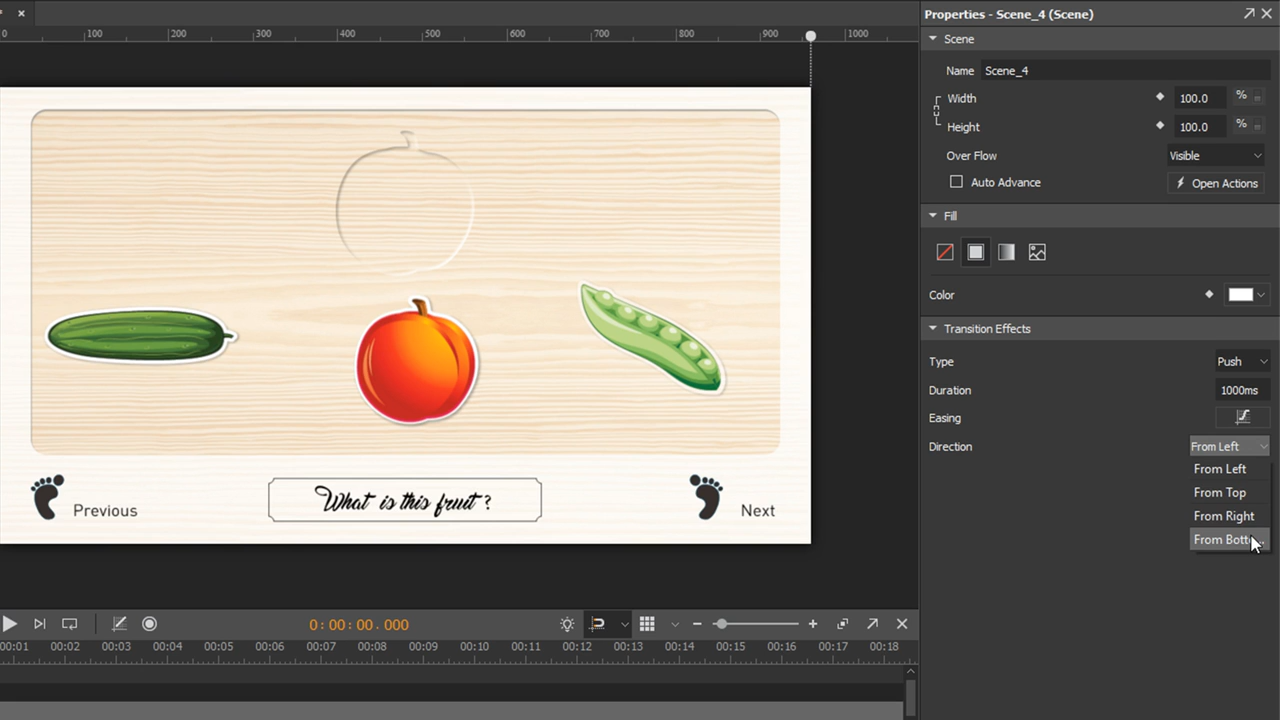 Properties - Scene_4 (Scene)
0 100 200 300 400 500 600 700 800 900 1000
Scene
Name Scene_4
Width 100.0 %
Height 100.0 %
Over Flow Visible
Auto Advance Open Actions
Fill
Color
Transition Effects
Type Push
Duration 1000ms
Easing
Direction From Left
From Left
From Top
From Right
From Botto...
Previous What is this fruit ? Next
0:00:00.000
00:01 00:02 00:03 00:04 00:05 00:06 00:07 00:08 00:09 00:10 00:11 00:12 00:13 00:14 00:15 00:16 00:17 00:18